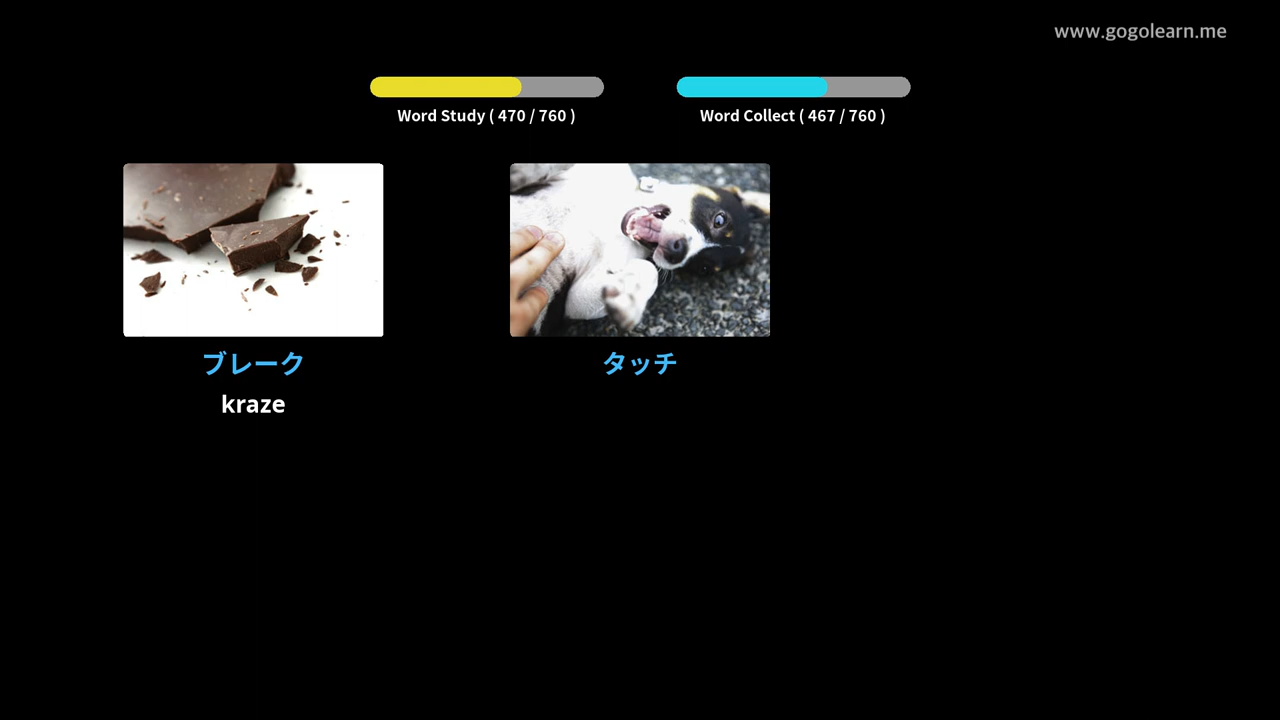 www.gogolearn.me
Word Study ( 470 / 760 )
Word Collect ( 467 / 760 )
ブレーク
タッチ
kraze